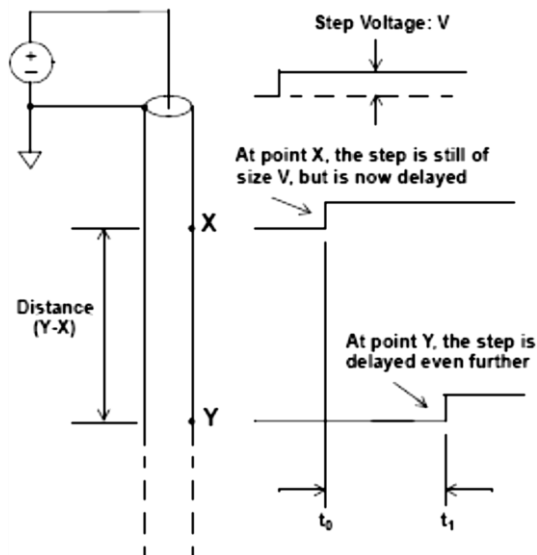 Step Voltage: V
+
−
At point X, the step is still of
size V, but is now delayed
X
Distance
(Y-X)
At point Y, the step is
delayed even further
Y
t₀
t₁